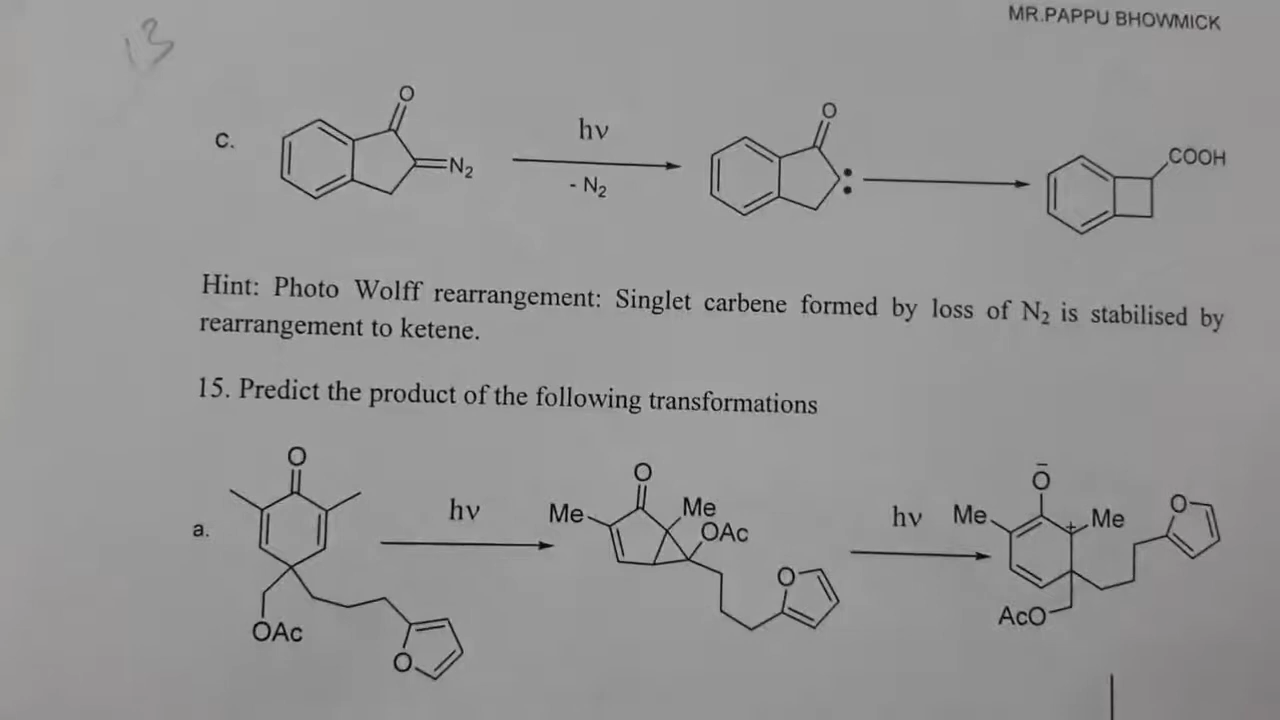 MR.PAPPU BHOWMICK
13
O
O
c.
hν
COOH
N₂
- N₂
Hint: Photo Wolff rearrangement: Singlet carbene formed by loss of N₂ is stabilised by
rearrangement to ketene.
15. Predict the product of the following transformations
O
O
O
hν
Me
Me
hν
Me
Me
O
a.
OAc
O
OAc
AcO
O